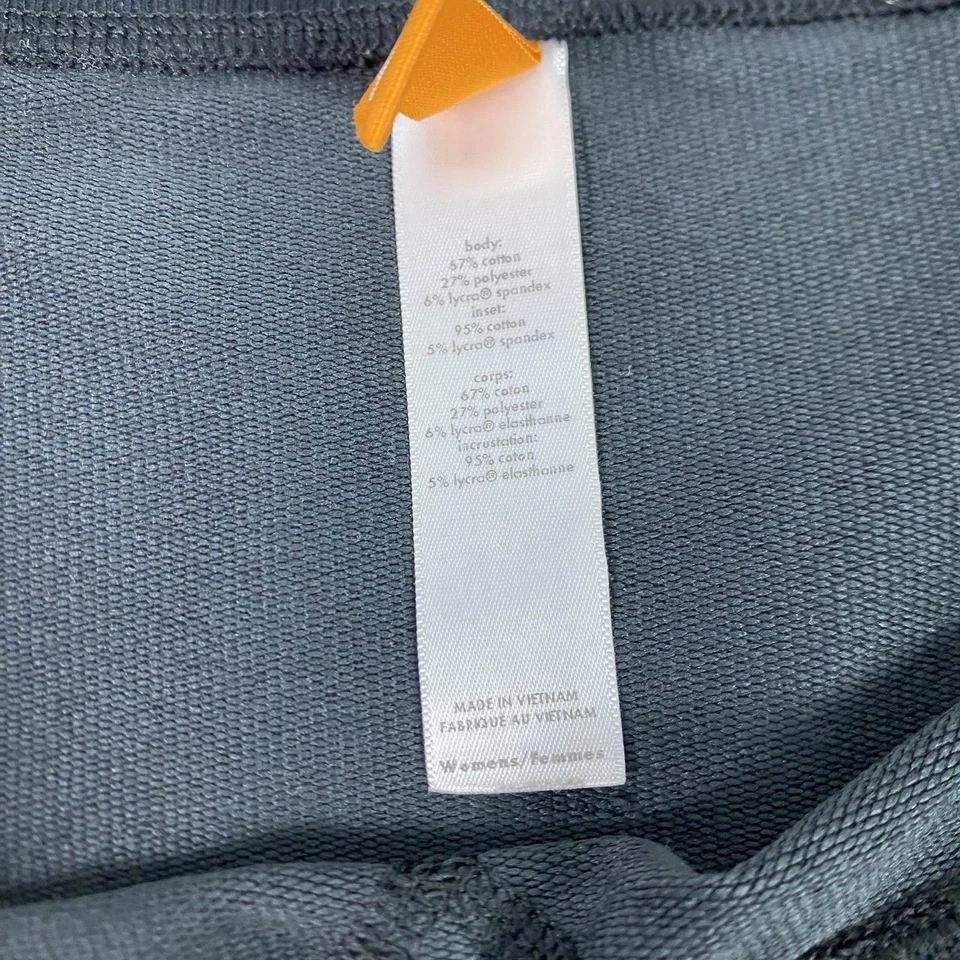 body:
67% cotton
27% polyester
6% lycra® spandex
inset:
95% cotton
5% lycra® spandex
corps:
67% coton
27% polyester
6% lycra® elasthanne
incrustation:
95% coton
5% lycra® elasthanne
MADE IN VIETNAM
FABRIQUE AU VIETNAM
Womens/Femmes